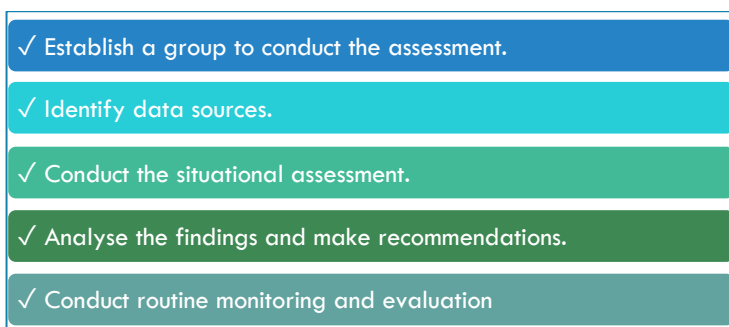 ✓ Establish a group to conduct the assessment.
✓ Identify data sources.
✓ Conduct the situational assessment.
✓ Analyse the findings and make recommendations.
✓ Conduct routine monitoring and evaluation